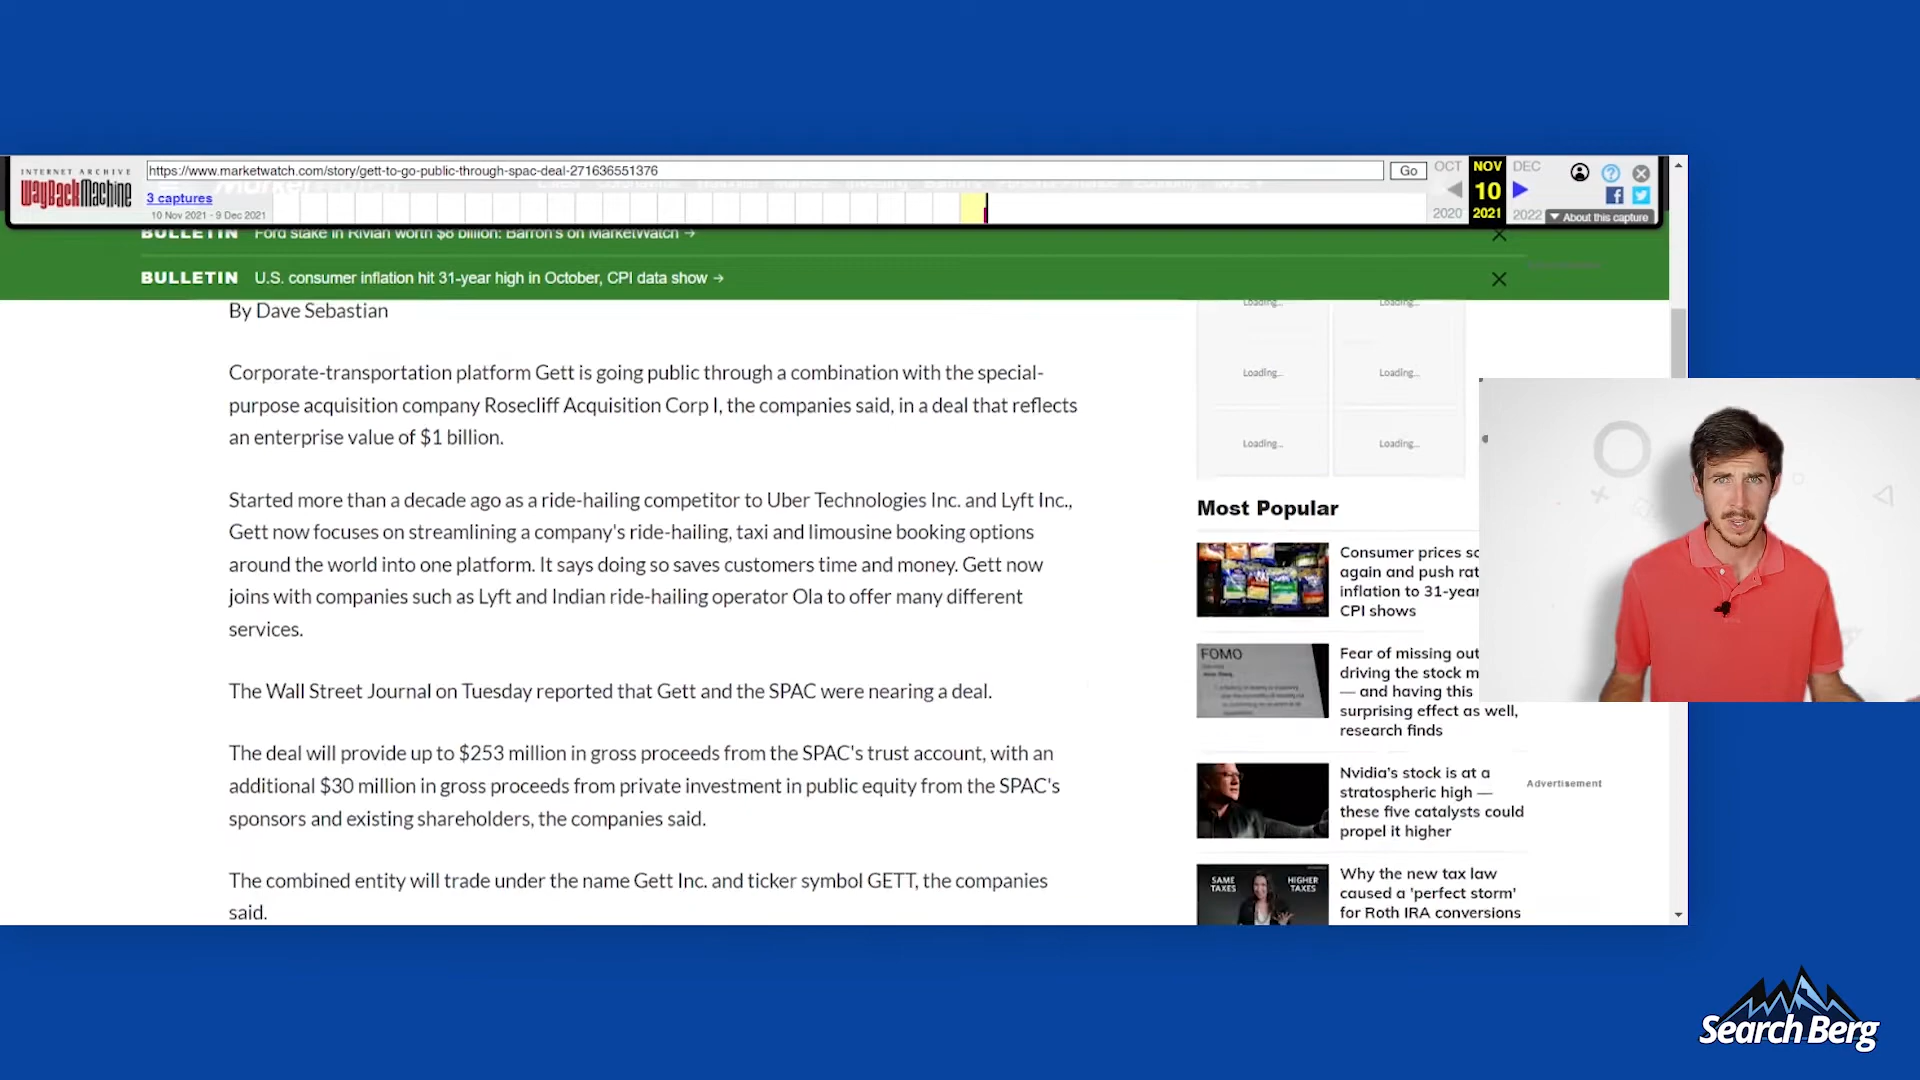 INTERNET ARCHIVE
WayBackMachine
https://www.marketwatch.com/story/gett-to-go-public-through-spac-deal-271636551376
Go
OCT
NOV
DEC
3 captures
10
10 Nov 2021 - 9 Dec 2021
2020
2021
2022
About this capture
BULLETIN Ford stake in Rivian worth $8 billion: Barron's on MarketWatch →
BULLETIN U.S. consumer inflation hit 31-year high in October, CPI data show →
By Dave Sebastian
Corporate-transportation platform Gett is going public through a combination with the special-
purpose acquisition company Rosecliff Acquisition Corp I, the companies said, in a deal that reflects
an enterprise value of $1 billion.
Started more than a decade ago as a ride-hailing competitor to Uber Technologies Inc. and Lyft Inc.,
Gett now focuses on streamlining a company's ride-hailing, taxi and limousine booking options
around the world into one platform. It says doing so saves customers time and money. Gett now
joins with companies such as Lyft and Indian ride-hailing operator Ola to offer many different
services.
The Wall Street Journal on Tuesday reported that Gett and the SPAC were nearing a deal.
The deal will provide up to $253 million in gross proceeds from the SPAC's trust account, with an
additional $30 million in gross proceeds from private investment in public equity from the SPAC's
sponsors and existing shareholders, the companies said.
The combined entity will trade under the name Gett Inc. and ticker symbol GETT, the companies
said.
Loading... Loading...
Loading... Loading...
Loading... Loading...
Most Popular
Consumer prices
again and push
inflation to 31-year
CPI shows
FOMO
Fear of missing out
driving the stock
— and having this
surprising effect as well,
research finds
Nvidia's stock is at a
stratospheric high —
these five catalysts could
propel it higher
Advertisement
SAME
TAXES
HIGHER
TAXES
Why the new tax law
caused a 'perfect storm'
for Roth IRA conversions
Search Berg